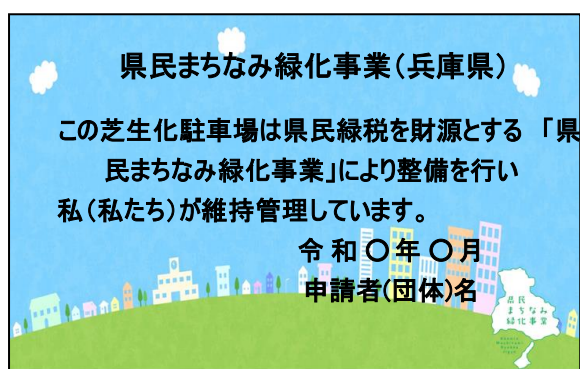 県民まちなみ緑化事業(兵庫県)
この芝生化駐車場は県民緑税を財源とする 「県
民まちなみ緑化事業」により整備を行い
私(私たち)が維持管理しています。
令和〇年〇月
申請者(団体)名
県民
まちなみ
緑化事業